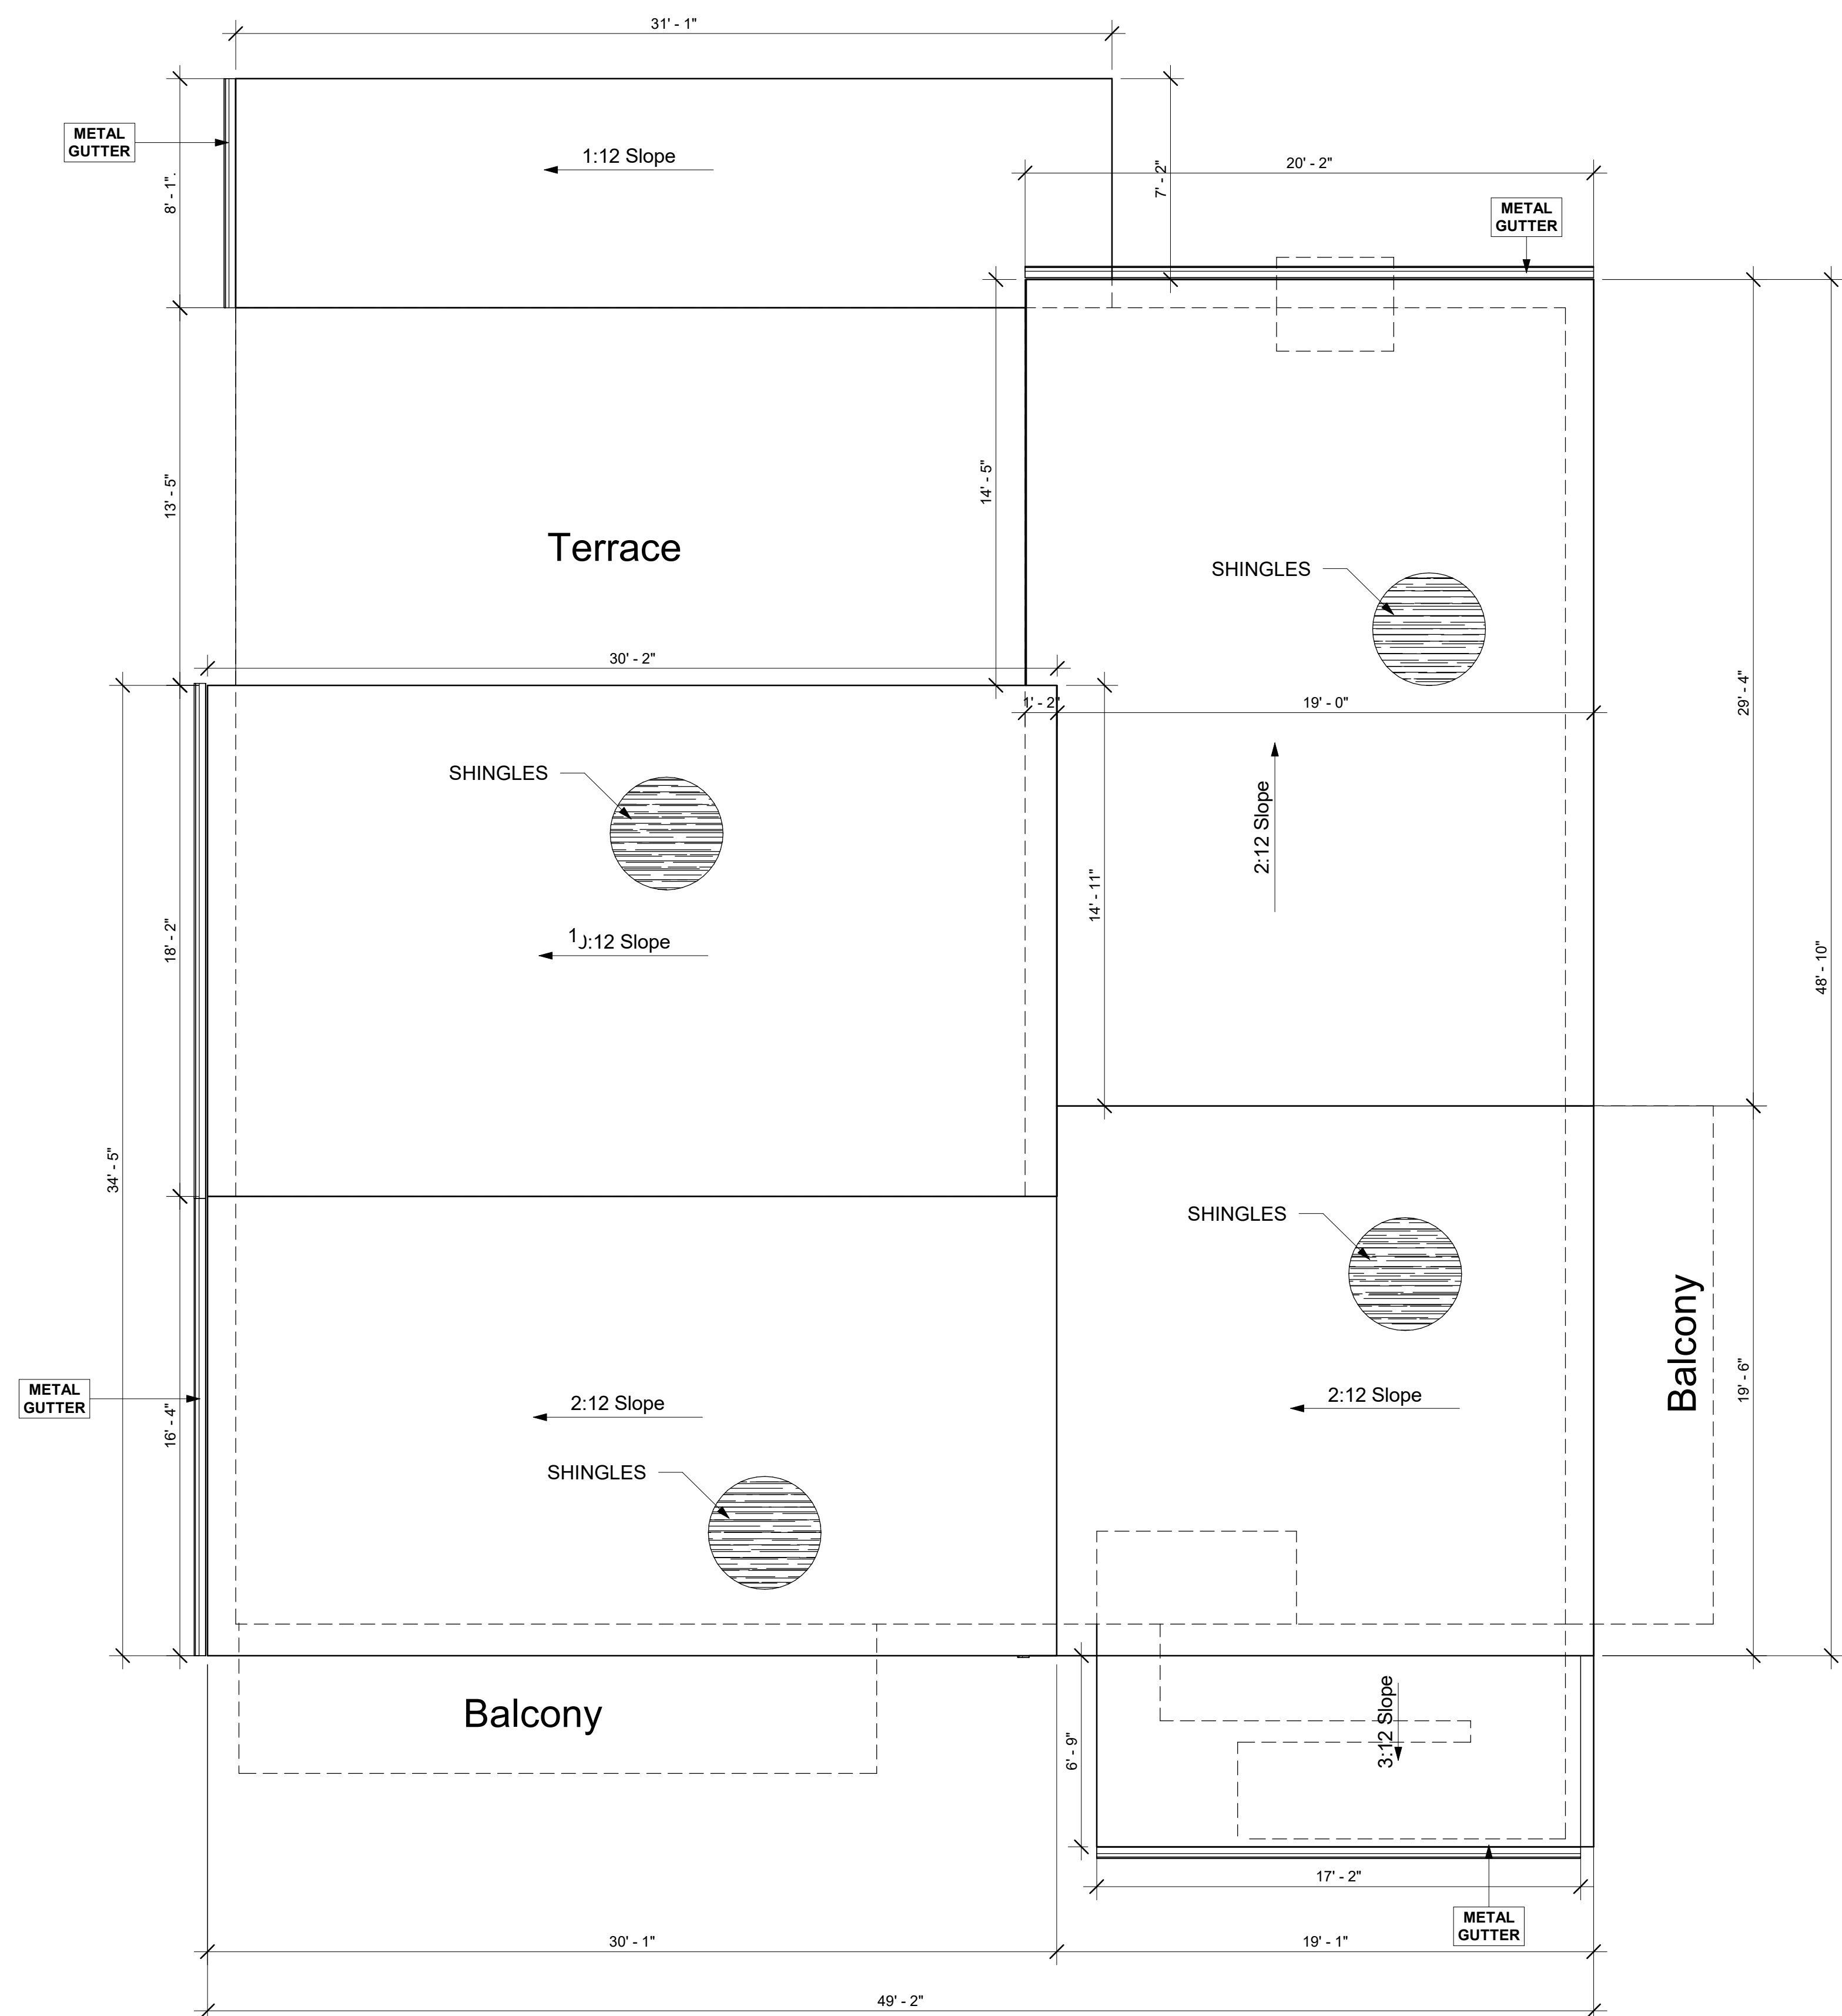 31' - 1"
METAL
GUTTER
1:12 Slope
8' - 1"
7' - 2"
20' - 2"
METAL
GUTTER
13' - 5"
14' - 5"
Terrace
SHINGLES
30' - 2"
1' - 2"
19' - 0"
29' - 4"
SHINGLES
2:12 Slope
14' - 11"
18' - 2"
:12 Slope
48' - 10"
34' - 5"
SHINGLES
Balcony
19' - 6"
METAL
GUTTER
16' - 4"
2:12 Slope
2:12 Slope
SHINGLES
Balcony
3:12 Slope
6' - 9"
17' - 2"
METAL
GUTTER
30' - 1"
19' - 1"
49' - 2"